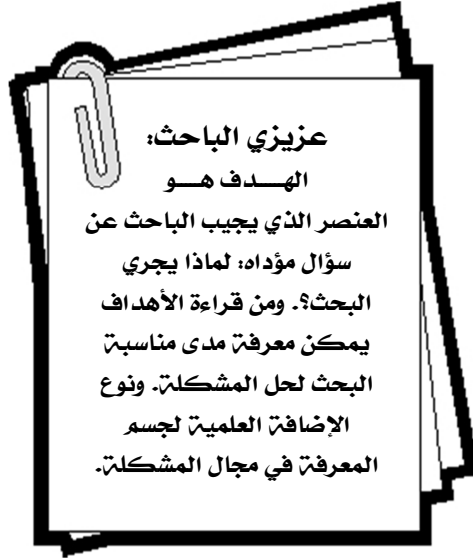 عزيزي الباحث:
الهـــدف هـــو
العنصر الذي يجيب الباحث عن
سؤال مؤداه: لماذا يجري
البحث؟. ومن قراءة الأهداف
يمكن معرفة مدى مناسبة
البحث لحل المشكلة. ونوع
الإضافة العلمية لجسم
المعرفة في مجال المشكلة.